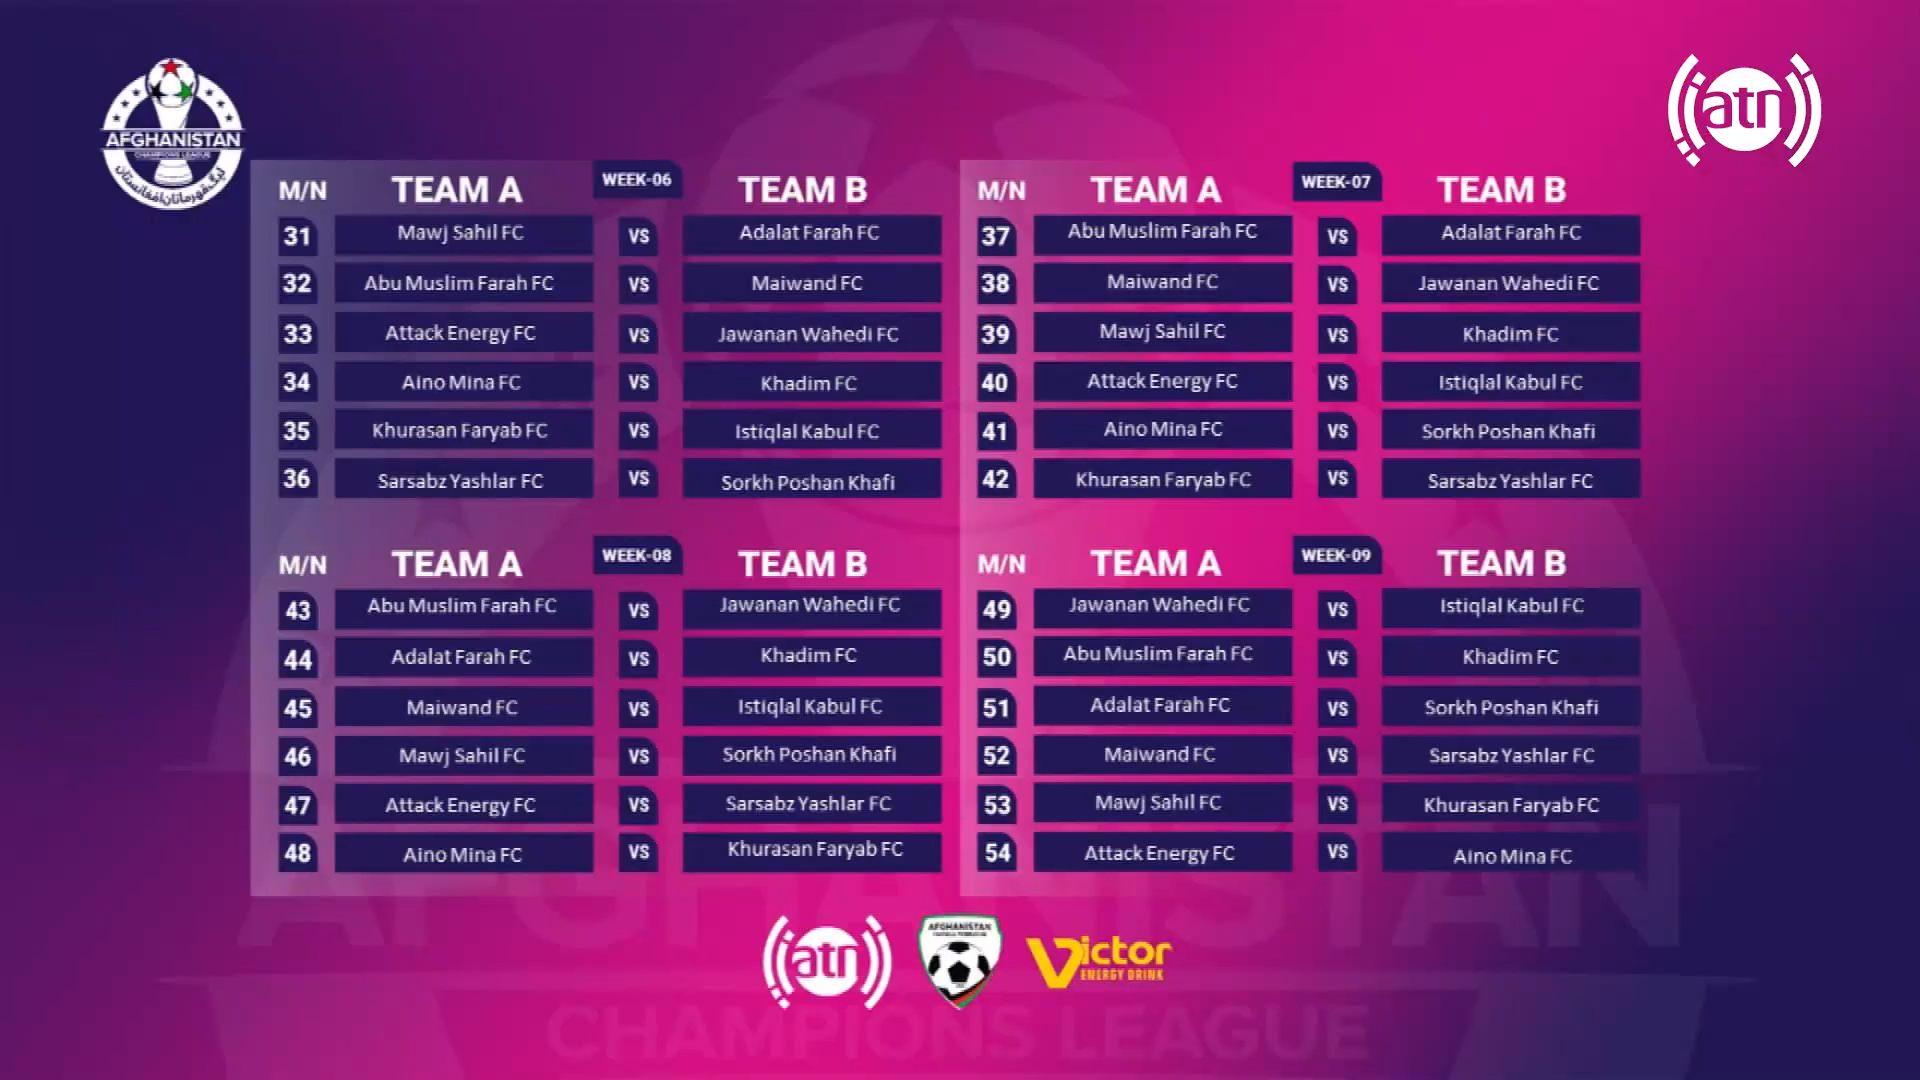 AFGHANISTAN
CHAMPIONS LEAGUE
لیگ قهرمانان افغانستان
atn
M/N TEAM A WEEK-06 TEAM B
31 Mawj Sahil FC VS Adalat Farah FC
32 Abu Muslim Farah FC VS Maiwand FC
33 Attack Energy FC VS Jawanan Wahedi FC
34 Aino Mina FC VS Khadim FC
35 Khurasan Faryab FC VS Istiqlal Kabul FC
36 Sarsabz Yashlar FC VS Sorkh Poshan Khafi
M/N TEAM A WEEK-07 TEAM B
37 Abu Muslim Farah FC VS Adalat Farah FC
38 Maiwand FC VS Jawanan Wahedi FC
39 Mawj Sahil FC VS Khadim FC
40 Attack Energy FC VS Istiqlal Kabul FC
41 Aino Mina FC VS Sorkh Poshan Khafi
42 Khurasan Faryab FC VS Sarsabz Yashlar FC
M/N TEAM A WEEK-08 TEAM B
43 Abu Muslim Farah FC VS Jawanan Wahedi FC
44 Adalat Farah FC VS Khadim FC
45 Maiwand FC VS Istiqlal Kabul FC
46 Mawj Sahil FC VS Sorkh Poshan Khafi
47 Attack Energy FC VS Sarsabz Yashlar FC
48 Aino Mina FC VS Khurasan Faryab FC
M/N TEAM A WEEK-09 TEAM B
49 Jawanan Wahedi FC VS Istiqlal Kabul FC
50 Abu Muslim Farah FC VS Khadim FC
51 Adalat Farah FC VS Sorkh Poshan Khafi
52 Maiwand FC VS Sarsabz Yashlar FC
53 Mawj Sahil FC VS Khurasan Faryab FC
54 Attack Energy FC VS Aino Mina FC
AFGHANISTAN
CHAMPIONS LEAGUE
atn
AFGHANISTAN
Victor
ENERGY DRINK